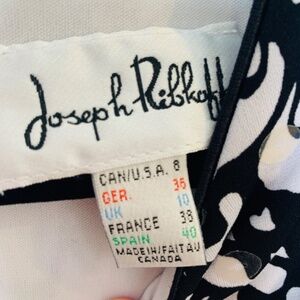 Joseph Ribkoff
CAN/U.S.A. 8
GER. 36
UK 10
FRANCE 38
SPAIN 40
MADE IN/FAIT AU
CANADA